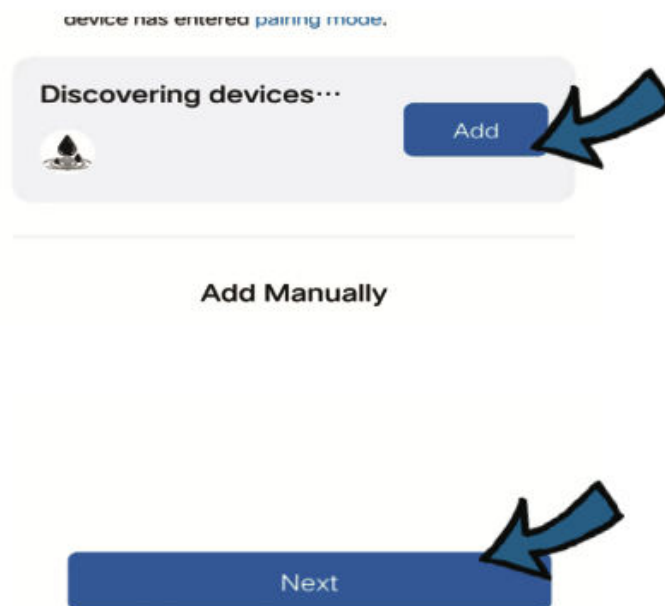 device has entered pairing mode.
Discovering devices···
Add
Add Manually
Next